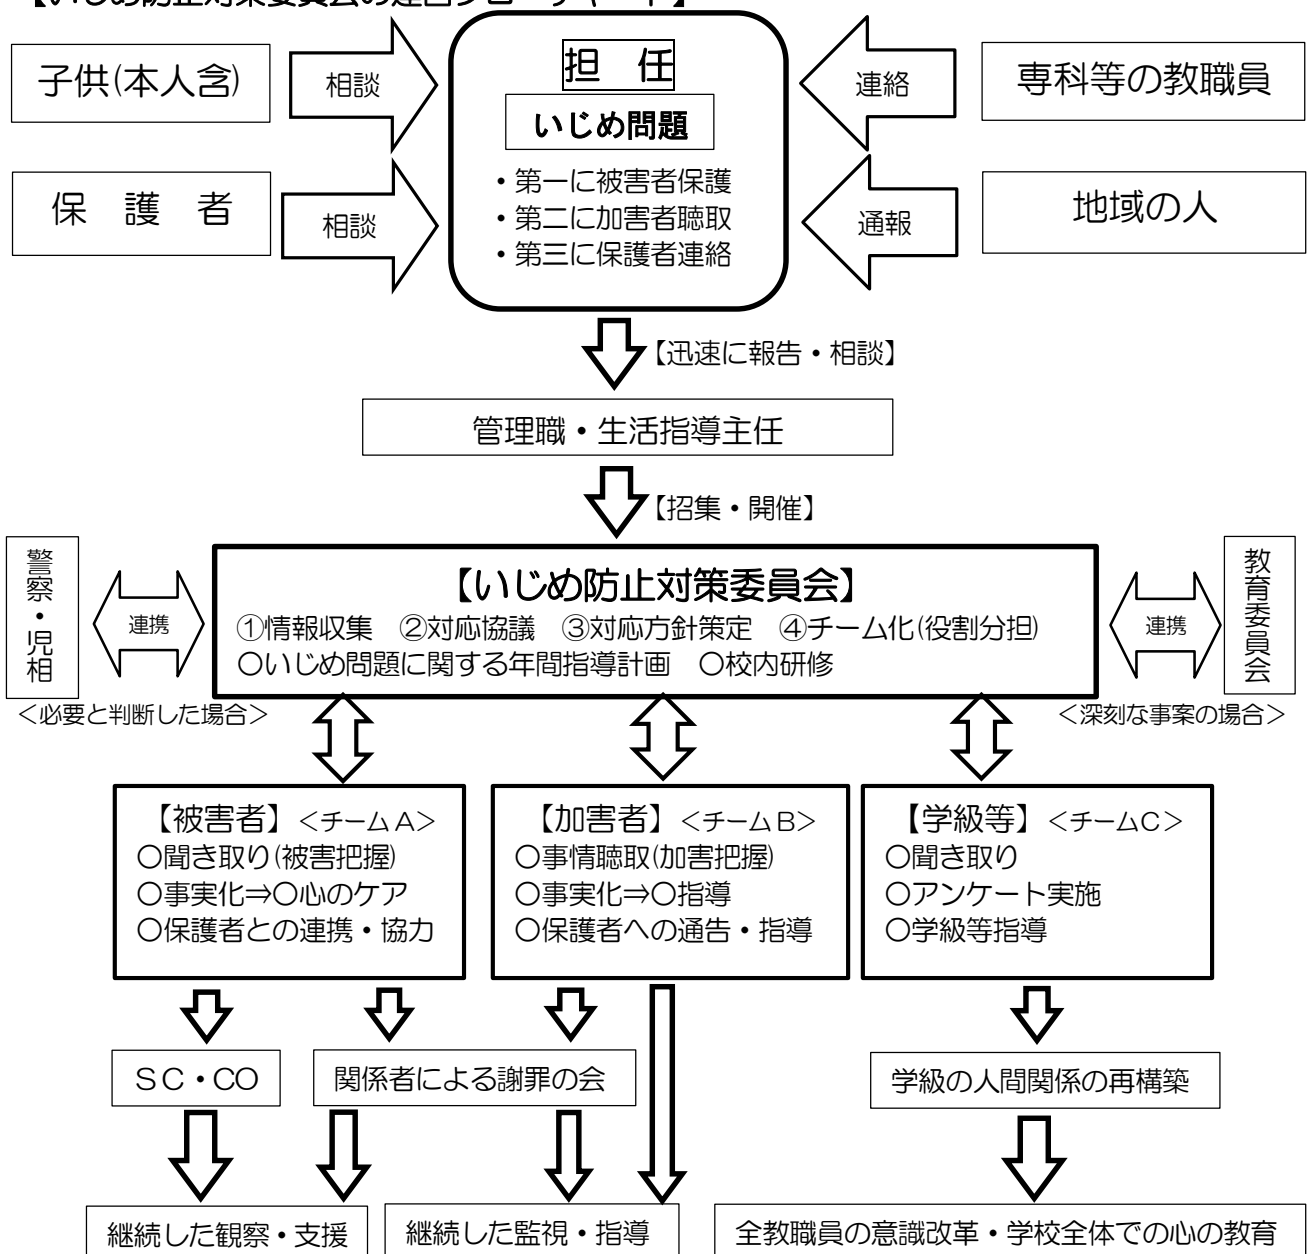 【いじめ防止対策委員会の運営フローチャート】
担　任
子供(本人含)
相談
いじめ問題
連絡
専科等の教職員
・第一に被害者保護
・第二に加害者聴取
・第三に保護者連絡
保　護　者
相談
通報
地域の人
【迅速に報告・相談】
管理職・生活指導主任
【招集・開催】
警察・児相
連携
【いじめ防止対策委員会】
①情報収集　②対応協議　③対応方針策定　④チーム化(役割分担)
〇いじめ問題に関する年間指導計画　〇校内研修
連携
教育委員会
＜必要と判断した場合＞
＜深刻な事案の場合＞
【被害者】＜チームＡ＞
〇聞き取り(被害把握)
〇事実化⇒〇心のケア
〇保護者との連携・協力
【加害者】＜チームＢ＞
〇事情聴取(加害把握)
〇事実化⇒〇指導
〇保護者への通告・指導
【学級等】＜チームＣ＞
〇聞き取り
〇アンケート実施
〇学級等指導
ＳＣ・ＣＯ
関係者による謝罪の会
学級の人間関係の再構築
継続した観察・支援
継続した監視・指導
全教職員の意識改革・学校全体での心の教育